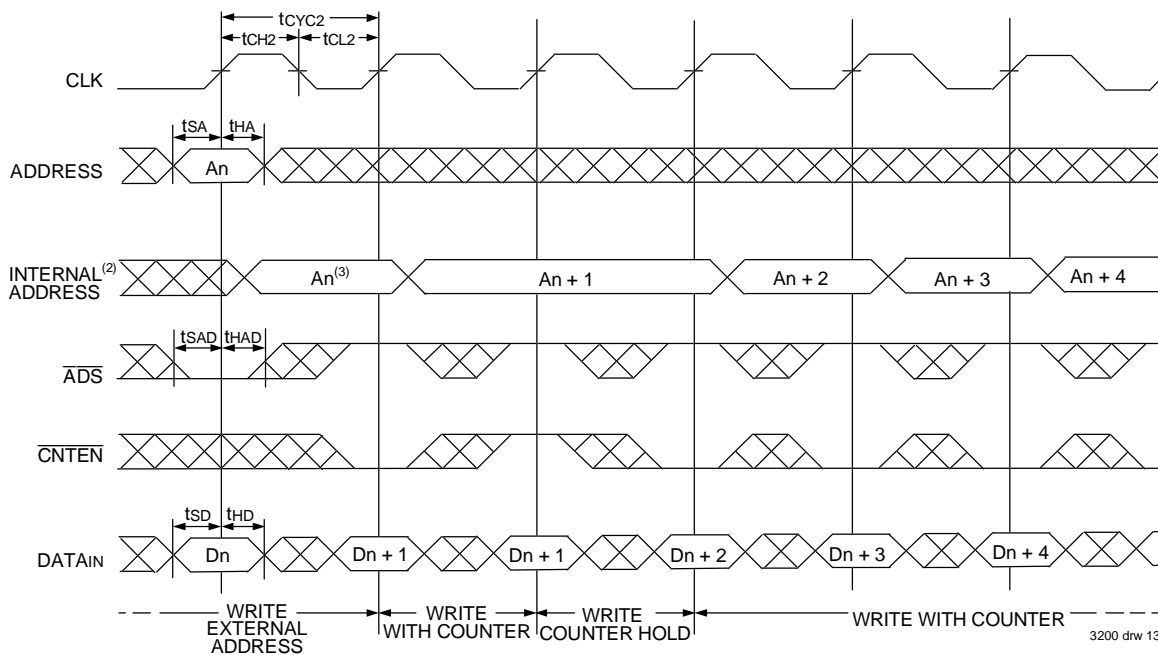 tCYC2
tCH2 tCL2
CLK
tSA tHA
ADDRESS An
INTERNAL(2) ADDRESS An(3) An + 1 An + 2 An + 3 An + 4
tSAD tHAD
ADS
CNTEN
tSD tHD
DATAIN Dn Dn + 1 Dn + 1 Dn + 2 Dn + 3 Dn + 4
WRITE EXTERNAL ADDRESS
WRITE WITH COUNTER
WRITE COUNTER HOLD
WRITE WITH COUNTER
3200 drw 13